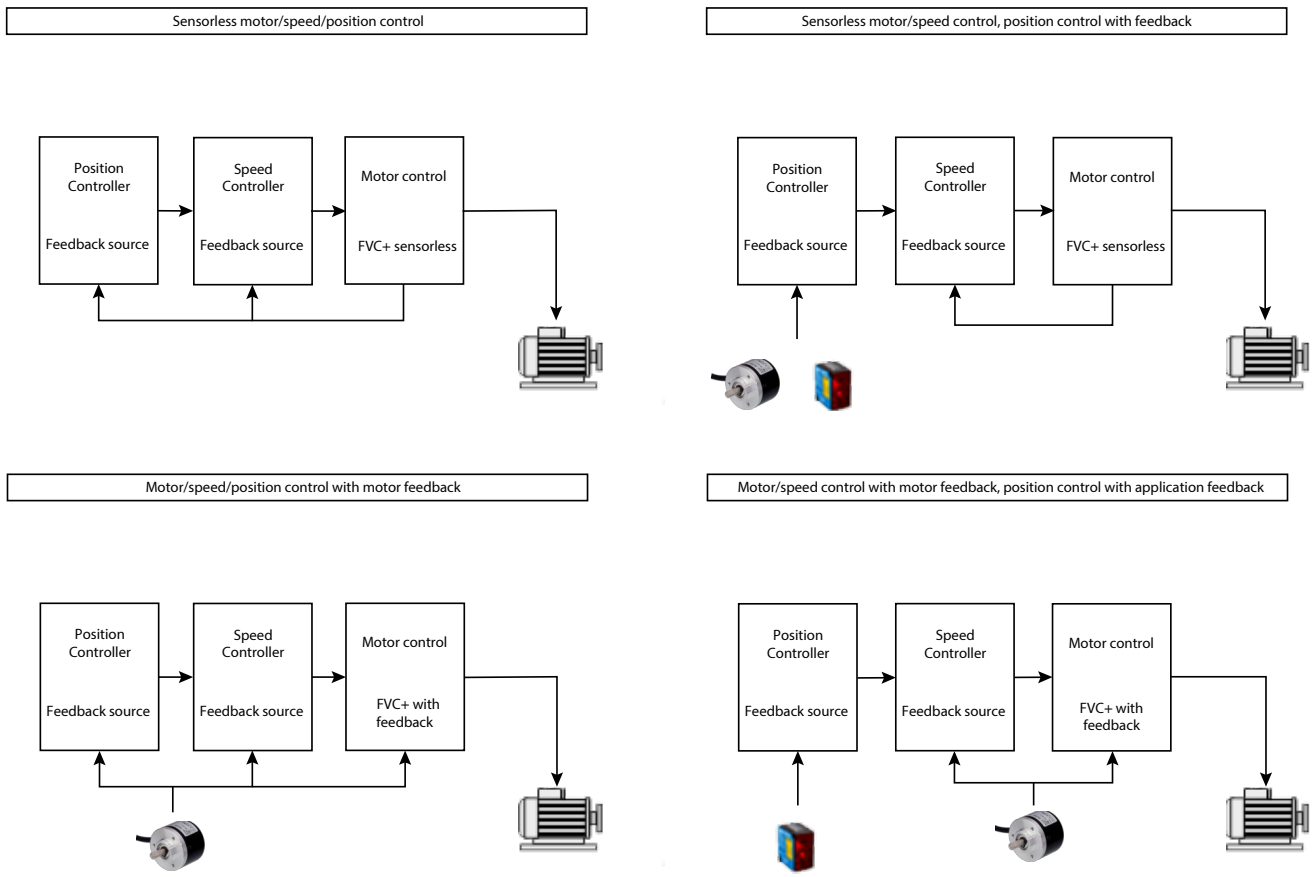 Sensorless motor/speed/position control
Position
Controller
Feedback source
Speed
Controller
Feedback source
Motor control
FVC+ sensorless
Sensorless motor/speed control, position control with feedback
Position
Controller
Feedback source
Speed
Controller
Feedback source
Motor control
FVC+ sensorless
Motor/speed/position control with motor feedback
Position
Controller
Feedback source
Speed
Controller
Feedback source
Motor control
FVC+ with
feedback
Motor/speed control with motor feedback, position control with application feedback
Position
Controller
Feedback source
Speed
Controller
Feedback source
Motor control
FVC+ with
feedback